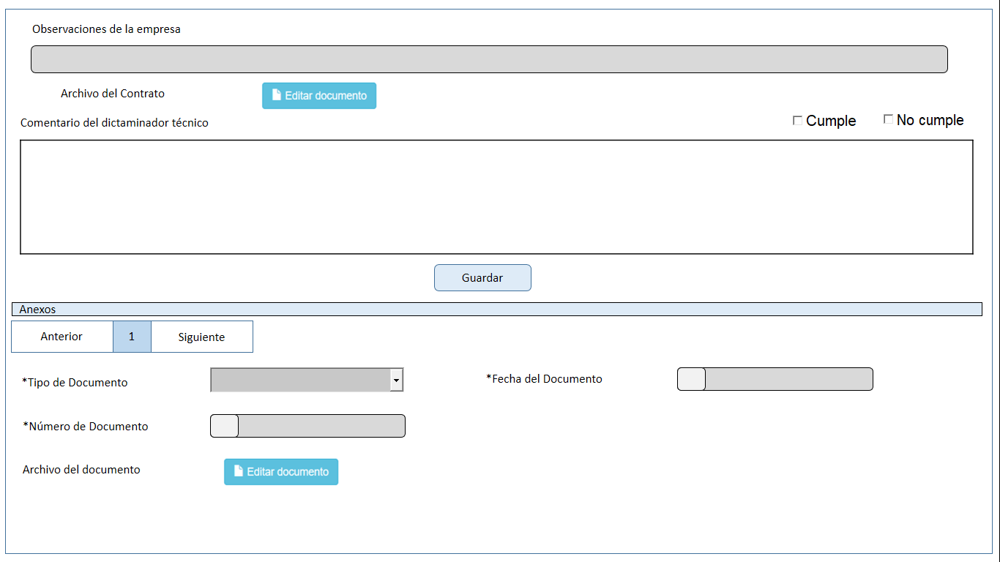 Observaciones de la empresa
Archivo del Contrato
Editar documento
Comentario del dictaminador técnico
Cumple
No cumple
Guardar
Anexos
Anterior
1
Siguiente
*Tipo de Documento
*Fecha del Documento
*Número de Documento
Archivo del documento
Editar documento